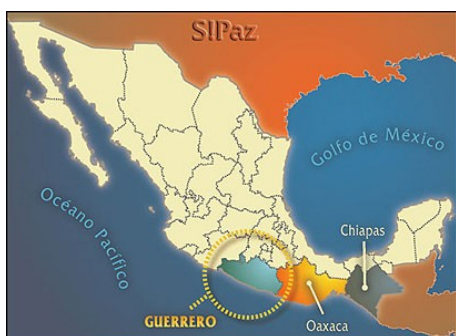 SIPaz
Golfo de México
Océano Pacífico
Chiapas
GUERRERO
Oaxaca